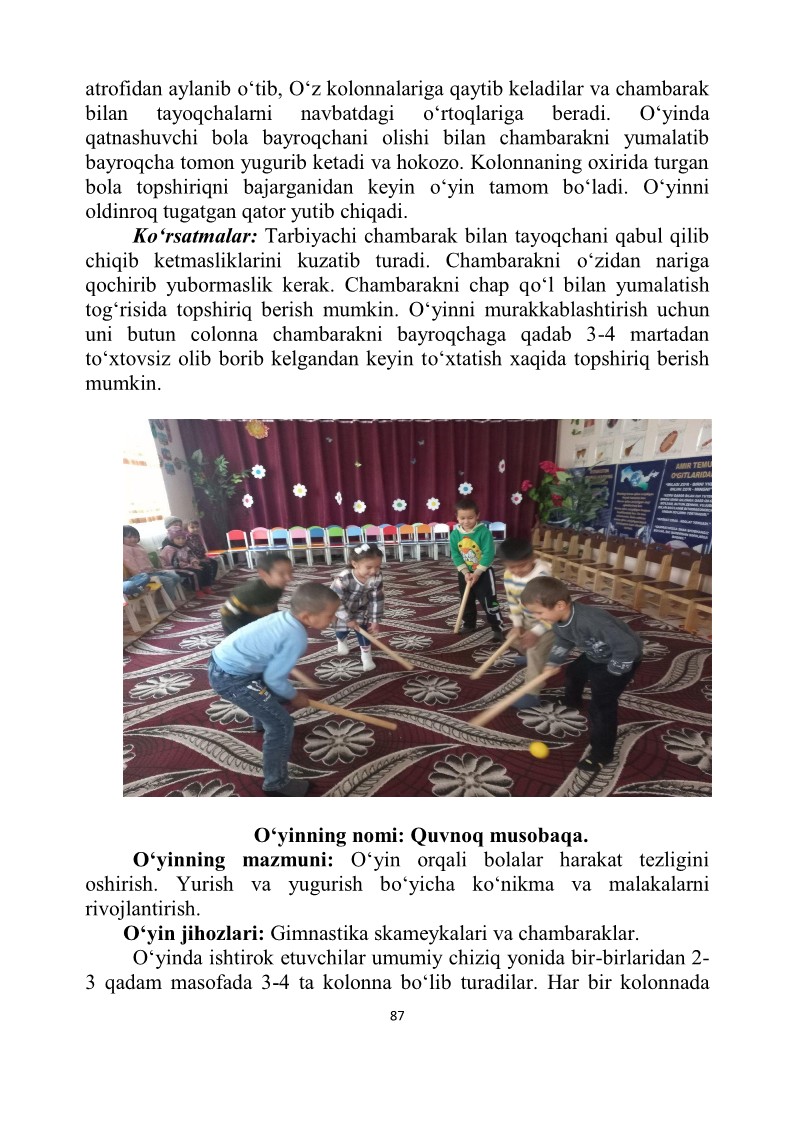 atrofidan aylanib o‘tib, O‘z kolonnalariga qaytib keladilar va chambarak
bilan tayoqchalarni navbatdagi o‘rtoqlariga beradi. O‘yinda
qatnashuvchi bola bayroqchani olishi bilan chambarakni yumalatib
bayroqcha tomon yugurib ketadi va hokozo. Kolonnaning oxirida turgan
bola topshiriqni bajarganidan keyin o‘yin tamom bo‘ladi. O‘yinni
oldinroq tugatgan qator yutib chiqadi.
Ko‘rsatmalar: Tarbiyachi chambarak bilan tayoqchani qabul qilib
chiqib ketmasliklarini kuzatib turadi. Chambarakni o‘zidan nariga
qochirib yubormaslik kerak. Chambarakni chap qo‘l bilan yumalatish
tog‘risida topshiriq berish mumkin. O‘yinni murakkablashtirish uchun
uni butun colonna chambarakni bayroqchaga qadab 3-4 martadan
to‘xtovsiz olib borib kelgandan keyin to‘xtatish xaqida topshiriq berish
mumkin.
AMIR TEMU
O‘GITLARIDA
O‘yinning nomi: Quvnoq musobaqa.
O‘yinning mazmuni: O‘yin orqali bolalar harakat tezligini
oshirish. Yurish va yugurish bo‘yicha ko‘nikma va malakalarni
rivojlantirish.
O‘yin jihozlari: Gimnastika skameykalari va chambaraklar.
O‘yinda ishtirok etuvchilar umumiy chiziq yonida bir-birlaridan 2-
3 qadam masofada 3-4 ta kolonna bo‘lib turadilar. Har bir kolonnada
87